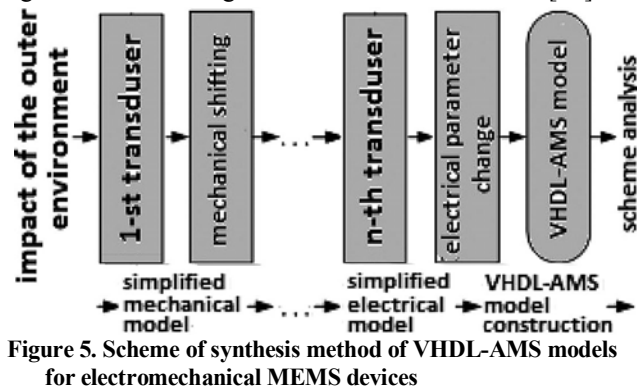 impact of the outer
environment
1-st transduser
mechanical shifting
...
n-th transduser
electrical parameter
change
VHDL-AMS model
scheme analysis
simplified
mechanical
model
...
simplified
electrical
model
VHDL-AMS
model
construction
Figure 5. Scheme of synthesis method of VHDL-AMS models
for electromechanical MEMS devices